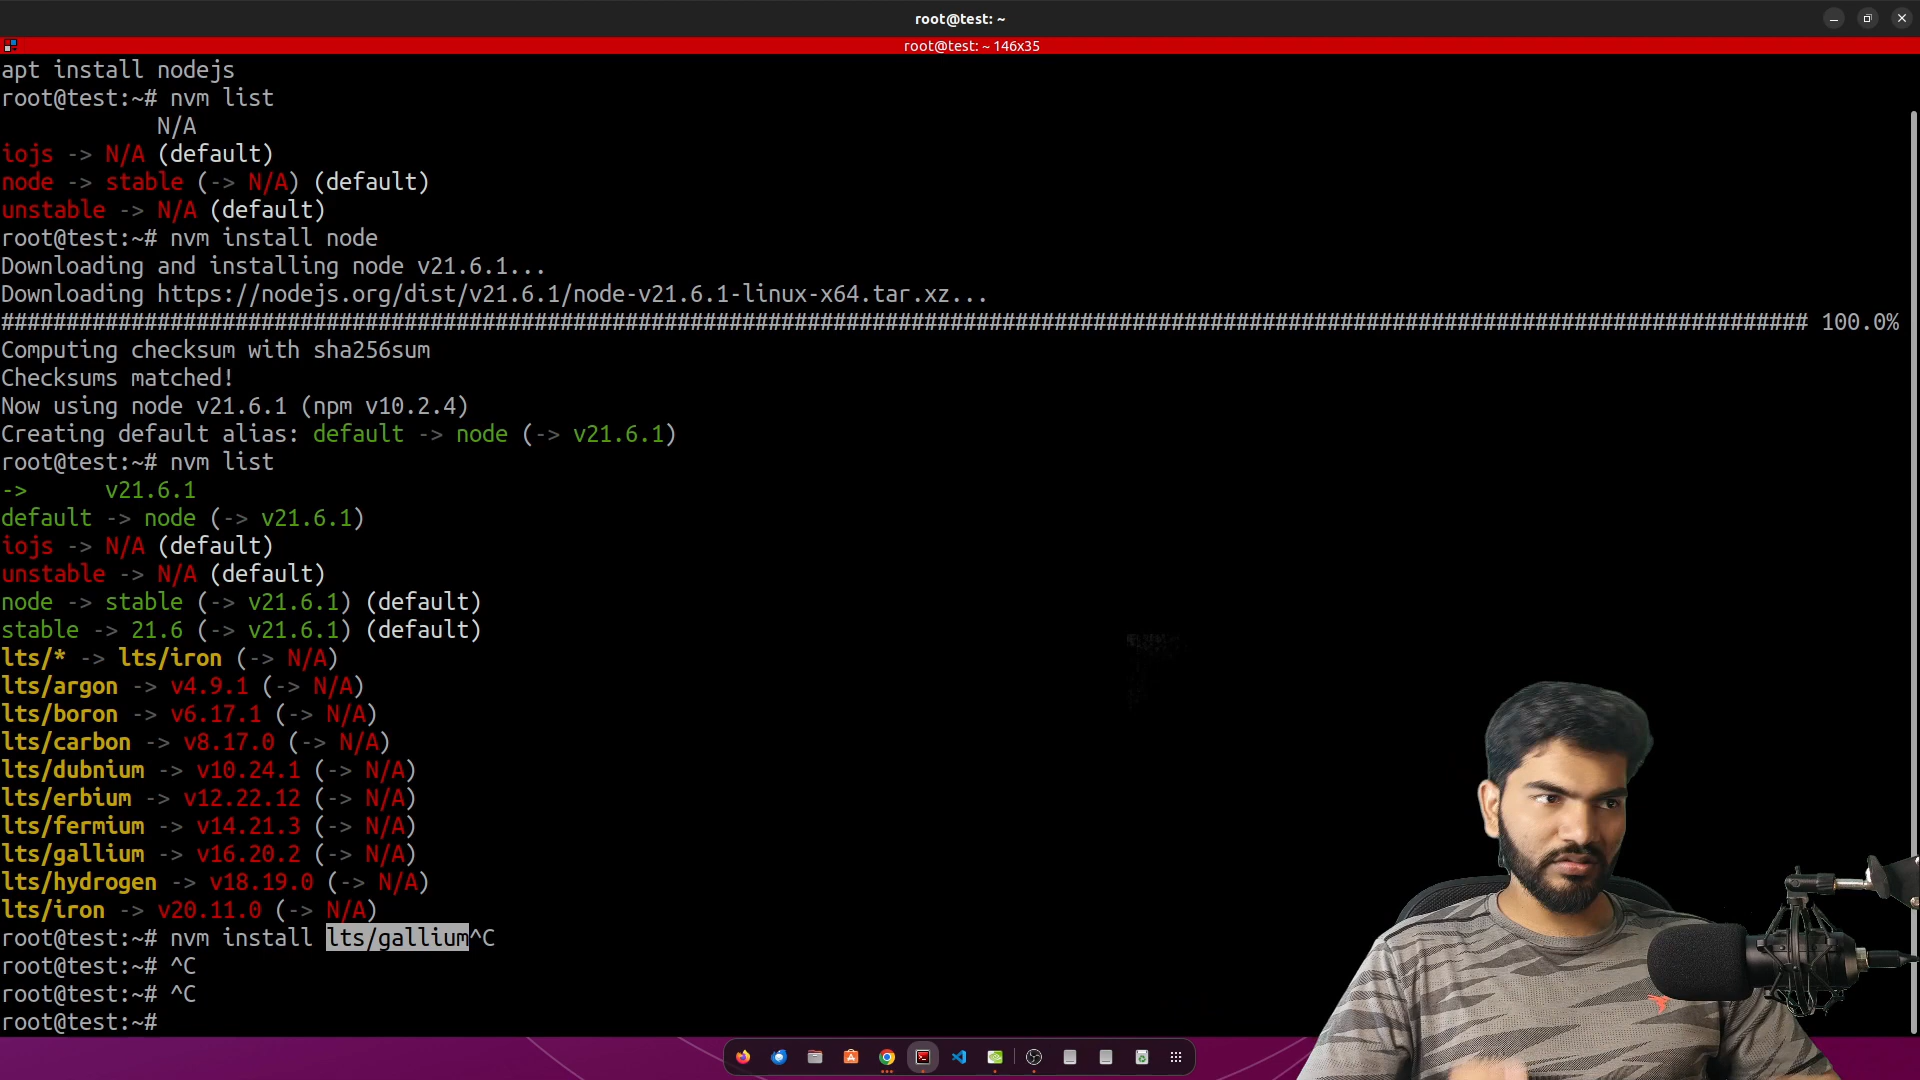 root@test: ~
root@test: ~ 146x35
apt install nodejs
root@test:~# nvm list
N/A
iojs -> N/A (default)
node -> stable (-> N/A) (default)
unstable -> N/A (default)
root@test:~# nvm install node
Downloading and installing node v21.6.1...
Downloading https://nodejs.org/dist/v21.6.1/node-v21.6.1-linux-x64.tar.xz...
########################################################################################################################################### 100.0%
Computing checksum with sha256sum
Checksums matched!
Now using node v21.6.1 (npm v10.2.4)
Creating default alias: default -> node (-> v21.6.1)
root@test:~# nvm list
-> v21.6.1
default -> node (-> v21.6.1)
iojs -> N/A (default)
unstable -> N/A (default)
node -> stable (-> v21.6.1) (default)
stable -> 21.6 (-> v21.6.1) (default)
lts/* -> lts/iron (-> N/A)
lts/argon -> v4.9.1 (-> N/A)
lts/boron -> v6.17.1 (-> N/A)
lts/carbon -> v8.17.0 (-> N/A)
lts/dubnium -> v10.24.1 (-> N/A)
lts/erbium -> v12.22.12 (-> N/A)
lts/fermium -> v14.21.3 (-> N/A)
lts/gallium -> v16.20.2 (-> N/A)
lts/hydrogen -> v18.19.0 (-> N/A)
lts/iron -> v20.11.0 (-> N/A)
root@test:~# nvm install lts/gallium^C
root@test:~# ^C
root@test:~# ^C
root@test:~#